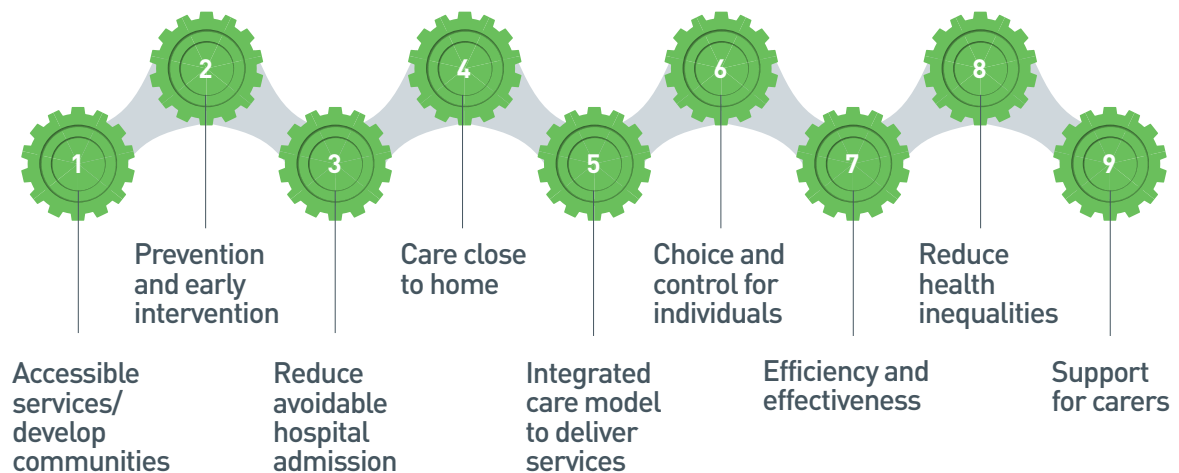 1
Accessible
services/
develop
communities
2
Prevention
and early
intervention
3
Reduce
avoidable
hospital
admission
4
Care close
to home
5
Integrated
care model
to deliver
services
6
Choice and
control for
individuals
7
Efficiency and
effectiveness
8
Reduce
health
inequalities
9
Support
for carers